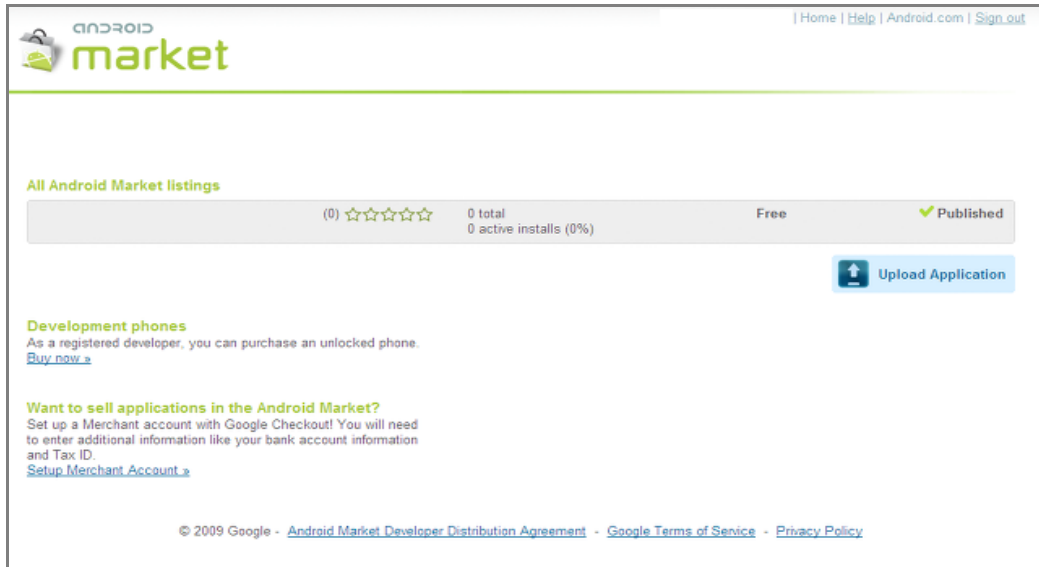 | Home | Help | Android.com | Sign out
android
market
All Android Market listings
(0) 0 total Free Published
0 active installs (0%)
Upload Application
Development phones
As a registered developer, you can purchase an unlocked phone.
Buy now »
Want to sell applications in the Android Market?
Set up a Merchant account with Google Checkout! You will need
to enter additional information like your bank account information
and Tax ID.
Setup Merchant Account »
© 2009 Google - Android Market Developer Distribution Agreement - Google Terms of Service - Privacy Policy